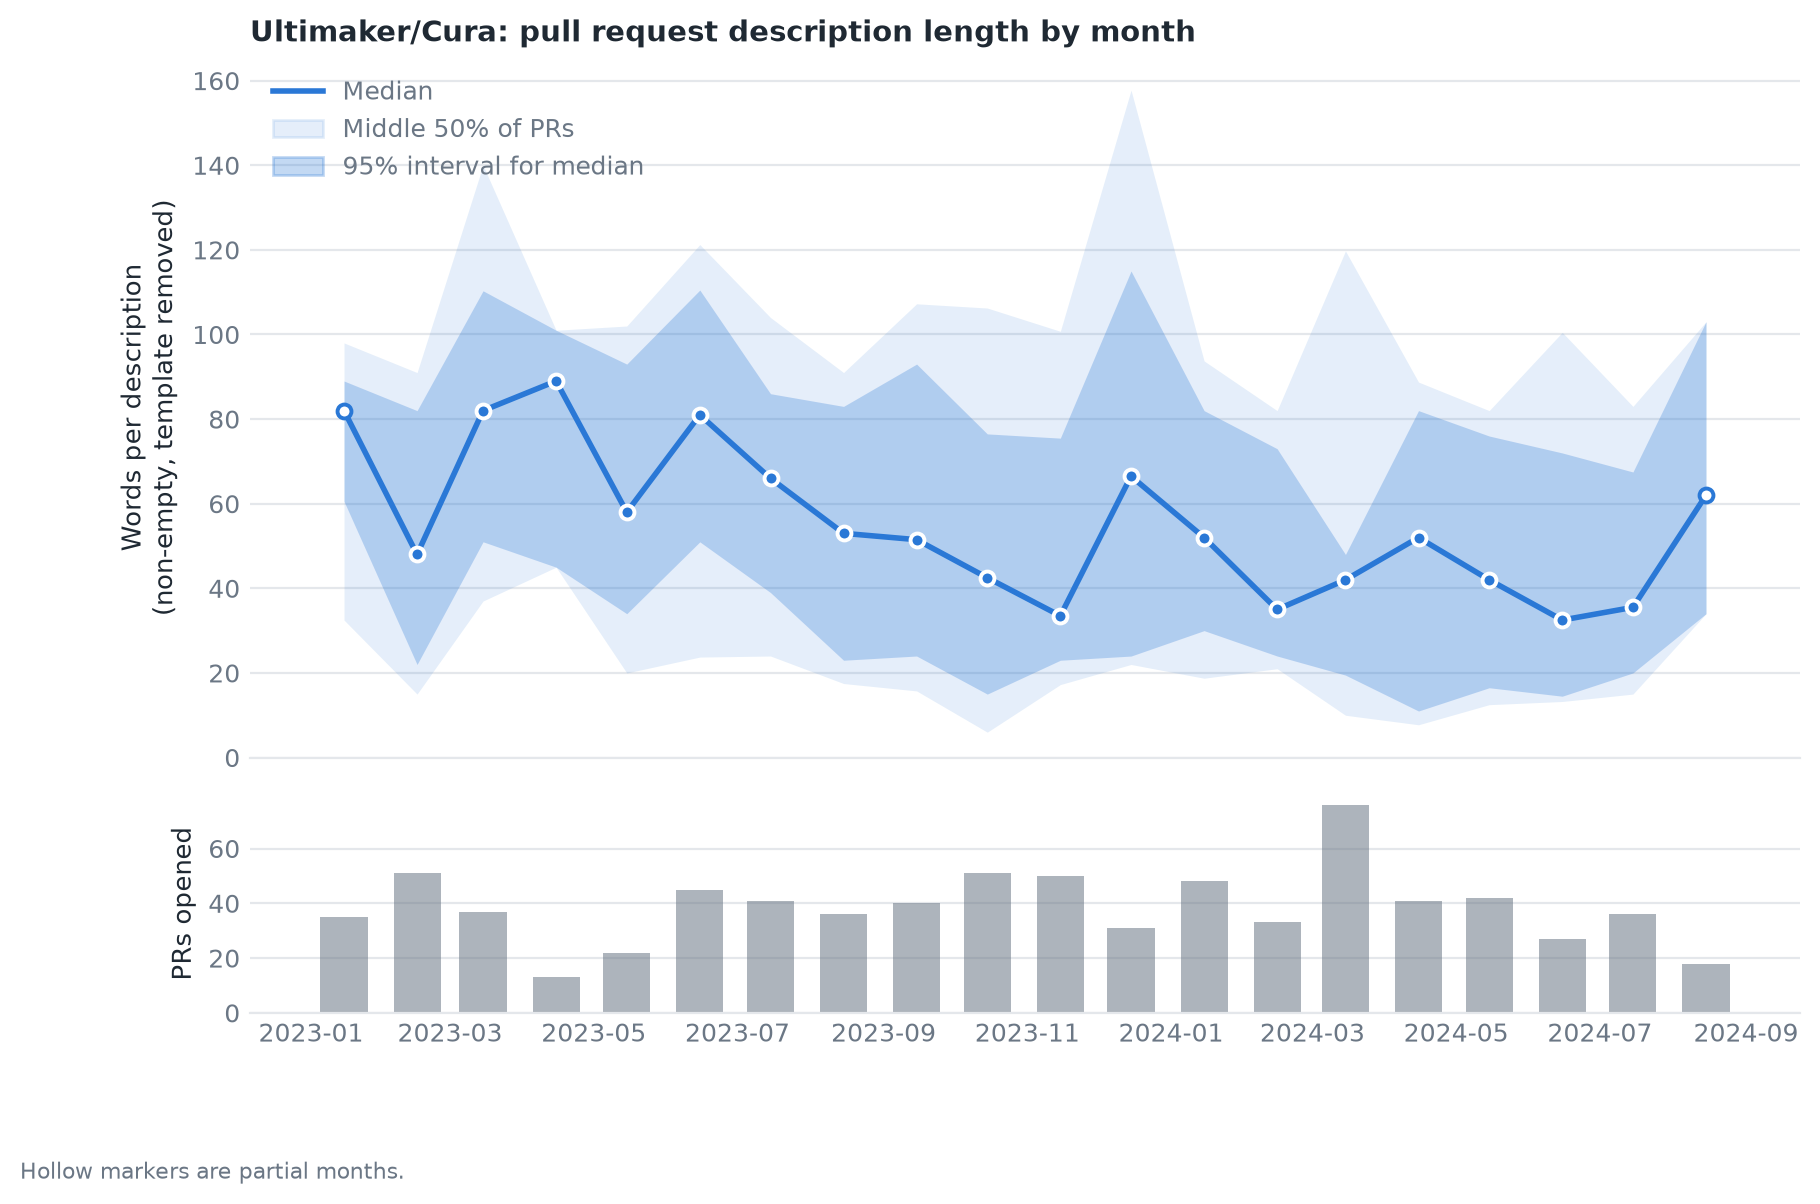 Ultimaker/Cura: pull request description length by month
Words per description
(non-empty, template removed)
160
140
120
100
80
60
40
20
0
Median
Middle 50% of PRs
95% interval for median
PRs opened
60
40
20
0
2023-01 2023-03 2023-05 2023-07 2023-09 2023-11 2024-01 2024-03 2024-05 2024-07 2024-09
Hollow markers are partial months.